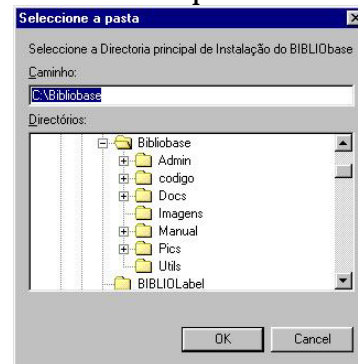 Seleccione a pasta
Seleccione a Directoria principal de Instalação do BIBLIObase
Caminho:
C:\Bibliobase
Directórios:
Bibliobase
Admin
codigo
Docs
Imagens
Manual
Pics
Utils
BIBLIOLabel
OK Cancel